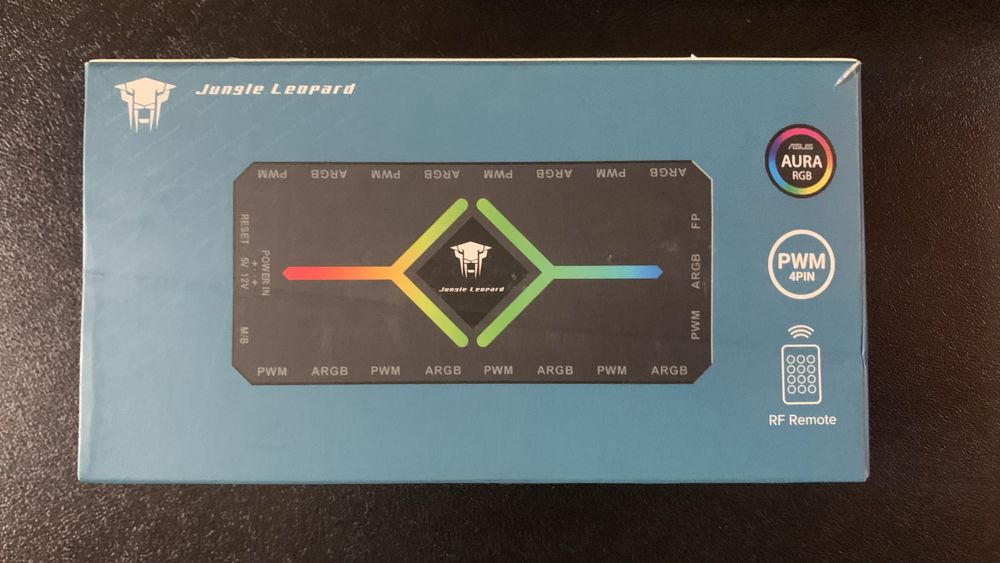 Jungle Leopard
ASUS
AURA
RGB
PWM ARGB PWM ARGB PWM ARGB PWM ARGB
RESET
FP
POWER IN
+ - +
5V 12V
ARGB
PWM
4PIN
Jungle Leopard
M/B
PWM
PWM ARGB PWM ARGB PWM ARGB PWM ARGB
RF Remote